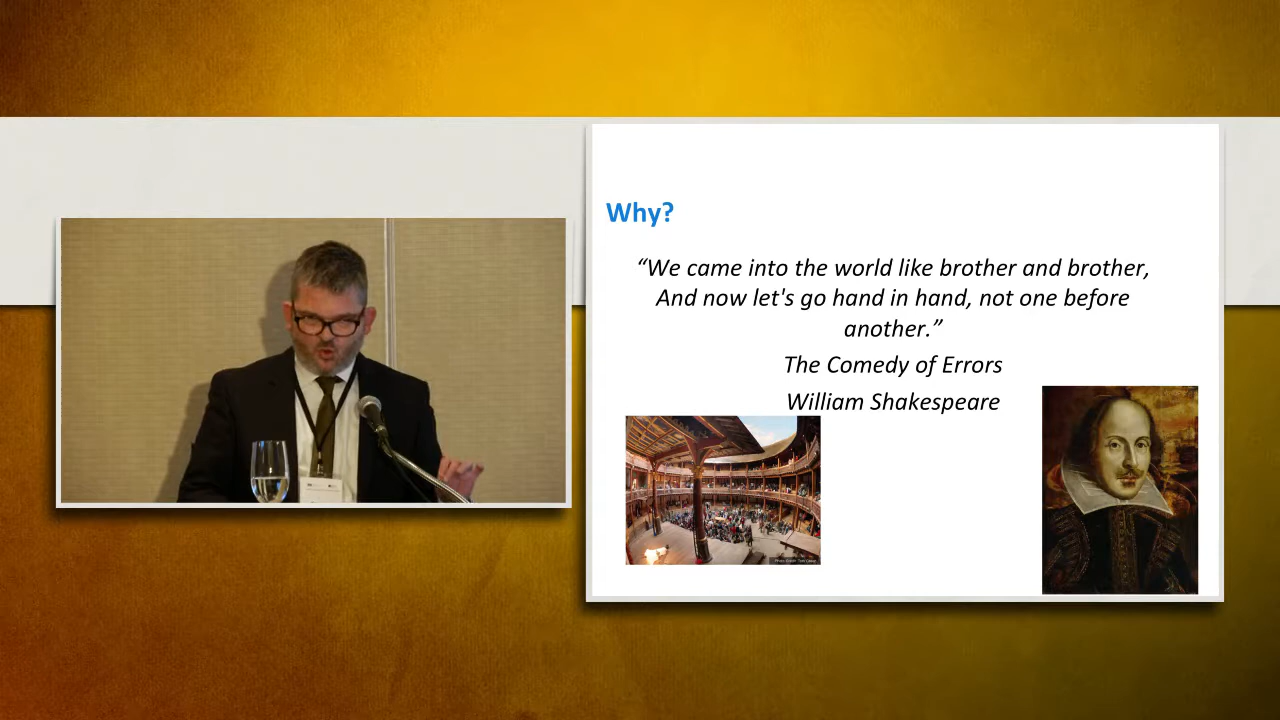 Why?
“We came into the world like brother and brother,
And now let's go hand in hand, not one before
another.”
The Comedy of Errors
William Shakespeare